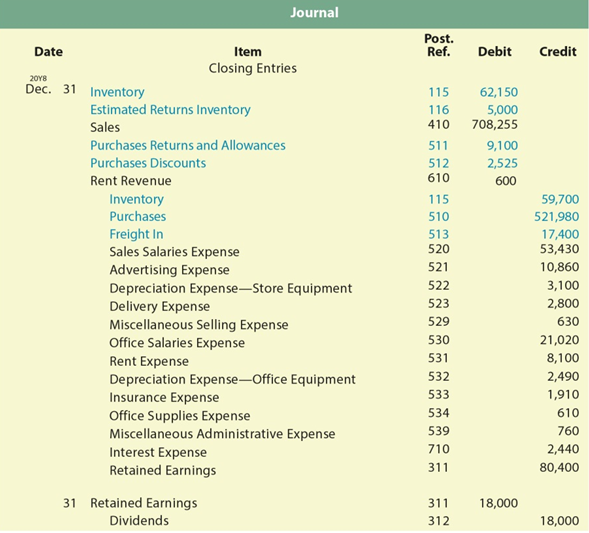 Journal
Post.
Date Item Ref. Debit Credit
Closing Entries
20Y8
Dec. 31 Inventory 115 62,150
Estimated Returns Inventory 116 5,000
Sales 410 708,255
Purchases Returns and Allowances 511 9,100
Purchases Discounts 512 2,525
Rent Revenue 610 600
Inventory 115 59,700
Purchases 510 521,980
Freight In 513 17,400
Sales Salaries Expense 520 53,430
Advertising Expense 521 10,860
Depreciation Expense—Store Equipment 522 3,100
Delivery Expense 523 2,800
Miscellaneous Selling Expense 529 630
Office Salaries Expense 530 21,020
Rent Expense 531 8,100
Depreciation Expense—Office Equipment 532 2,490
Insurance Expense 533 1,910
Office Supplies Expense 534 610
Miscellaneous Administrative Expense 539 760
Interest Expense 710 2,440
Retained Earnings 311 80,400
31 Retained Earnings 311 18,000
Dividends 312 18,000